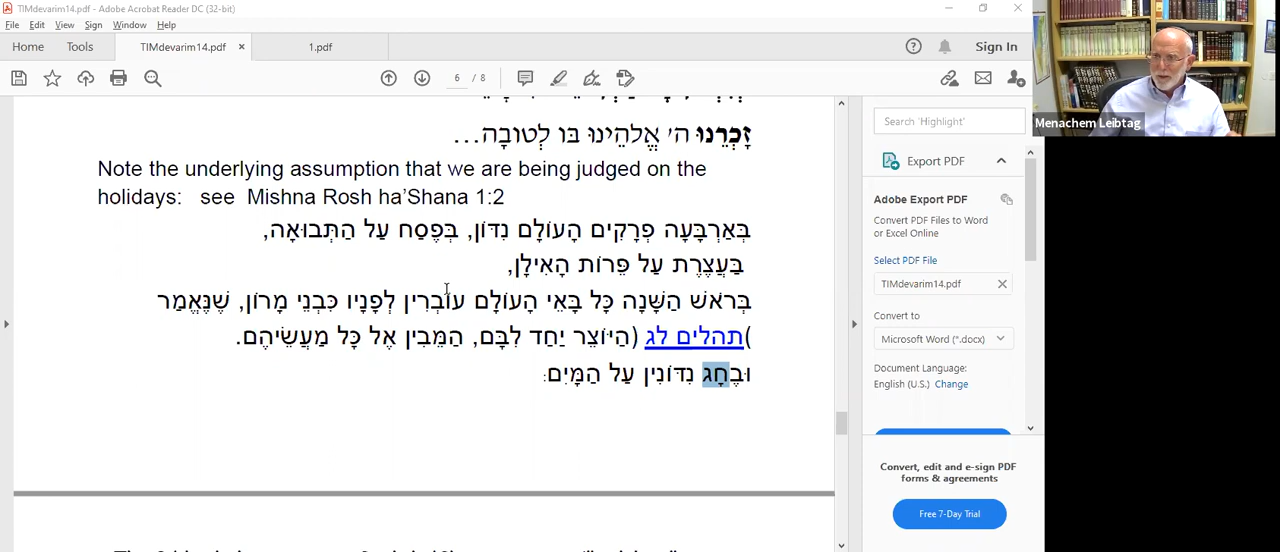 TIMdevarim14.pdf - Adobe Acrobat Reader DC (32-bit)
File Edit View Sign Window Help
Home Tools TIMdevarim14.pdf × 1.pdf Sign In
6 / 8
Menachem Leibtag
זָכְרֵנוּ ה' אֱלֹהֵינוּ בּוֹ לְטוֹבָה...
Note the underlying assumption that we are being judged on the
holidays: see Mishna Rosh ha’Shana 1:2
בְּאַרְבָּעָה פְרָקִים הָעוֹלָם נִדּוֹן, בְּפֶסַח עַל הַתְּבוּאָה,
בַּעֲצֶרֶת עַל פֵּרוֹת הָאִילָן,
בְּרֹאשׁ הַשָּׁנָה כָּל בָּאֵי הָעוֹלָם עוֹבְרִין לְפָנָיו כִּבְנֵי מָרוֹן, שֶׁנֶּאֱמַר
)תהלים לג (הַיּוֹצֵר יַחַד לִבָּם, הַמֵּבִין אֶל כָּל מַעֲשֵׂיהֶם.
וּבֶחָג נִדּוֹנִין עַל הַמָּיִם:
Search 'Highlight'
Export PDF
Adobe Export PDF
Convert PDF Files to Word
or Excel Online
Select PDF File
TIMdevarim14.pdf ×
Convert to
Microsoft Word (*.docx)
Document Language:
English (U.S.) Change
Convert, edit and e-sign PDF
forms & agreements
Free 7-Day Trial